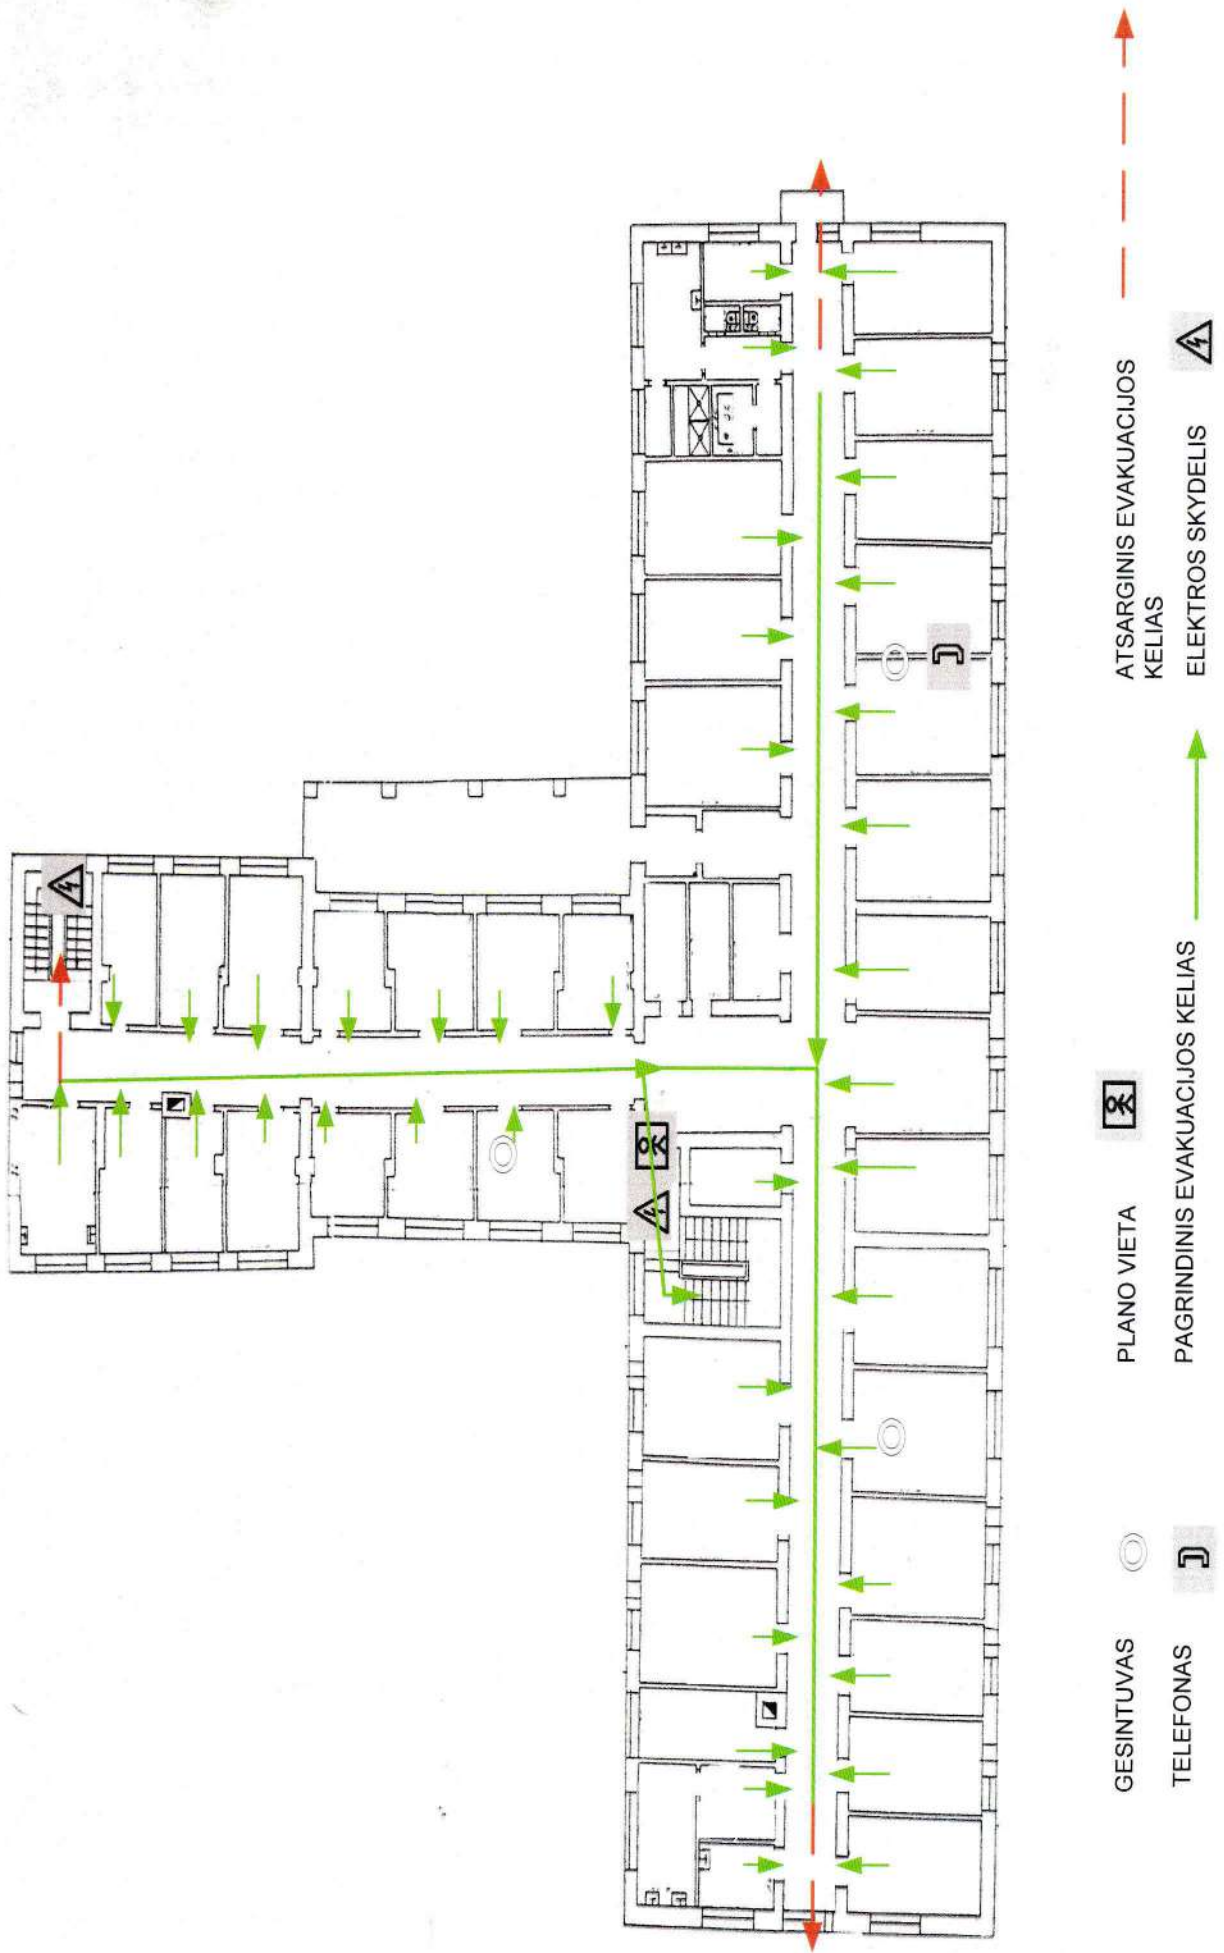 GESINTUVAS
PLANO VIETA
ATSARGINIS EVAKUACIJOS
KELIAS
TELEFONAS
PAGRINDINIS EVAKUACIJOS KELIAS
ELEKTROS SKYDELIS